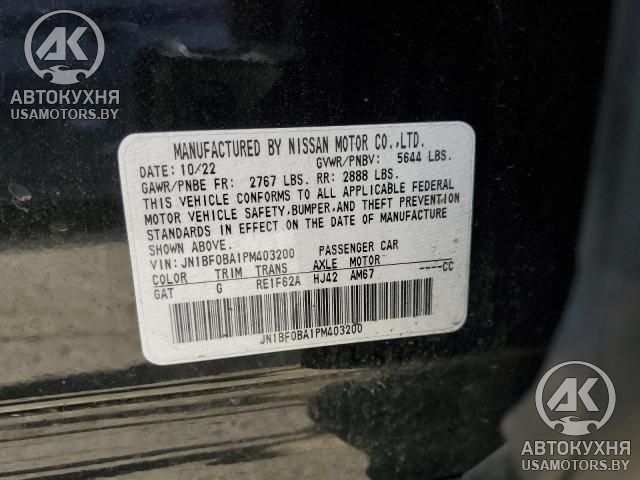 АК
АВТОКУХНЯ
USAMOTORS.BY
MANUFACTURED BY NISSAN MOTOR CO.,LTD.
DATE: 10/22 GVWR/PNBV: 5644 LBS.
GAWR/PNBE FR: 2767 LBS. RR: 2888 LBS.
THIS VEHICLE CONFORMS TO ALL APPLICABLE FEDERAL
MOTOR VEHICLE SAFETY, BUMPER, AND THEFT PREVENTION
STANDARDS IN EFFECT ON THE DATE OF MANUFACTURE
SHOWN ABOVE.
VIN: JN1BF0BA1PM403200 PASSENGER CAR
COLOR TRIM TRANS AXLE MOTOR
GAT G RE1F62A HJ42 AM67 ----CC
JN1BF0BA1PM403200
АК
АВТОКУХНЯ
USAMOTORS.BY